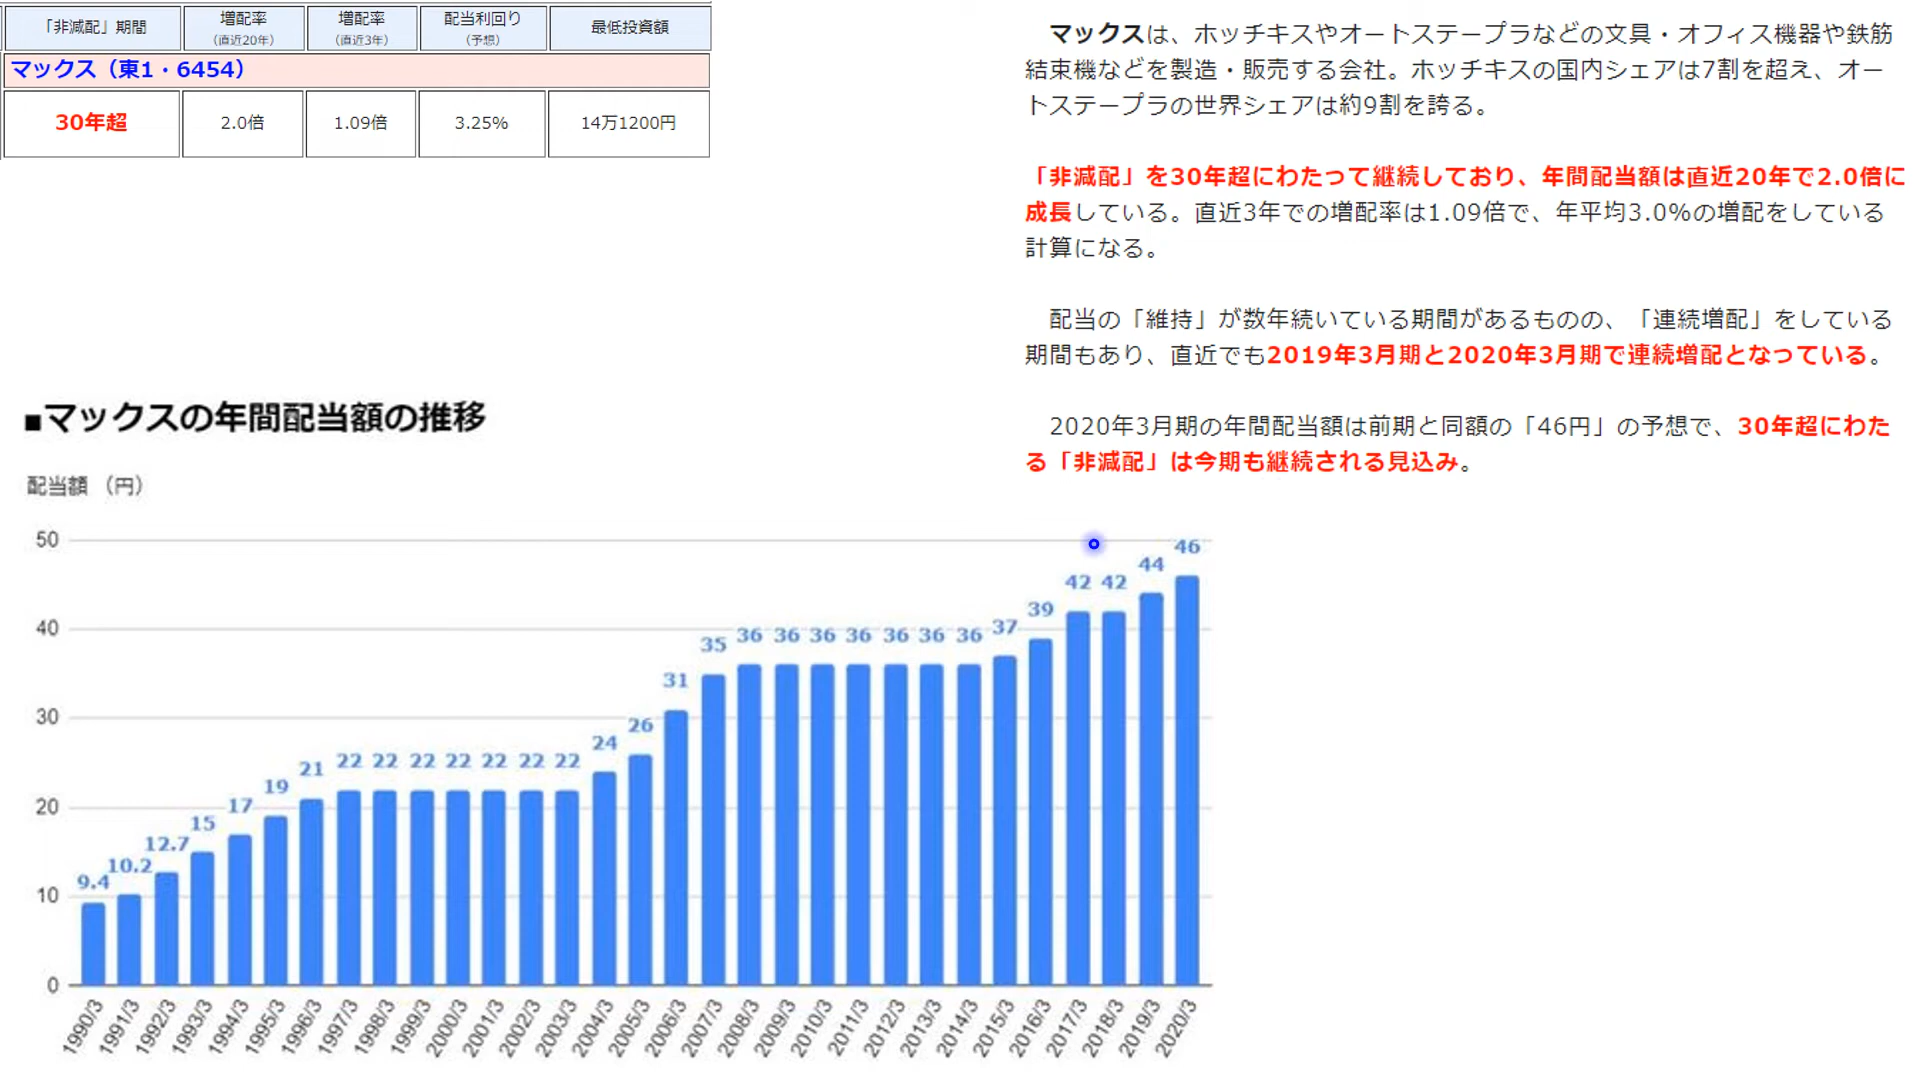 「非減配」期間 増配率 増配率 配当利回り 最低投資額
（直近20年） （直近3年） （予想）
マックス（東1・6454）
30年超 2.0倍 1.09倍 3.25% 14万1200円
マックスは、ホッチキスやオートステープラなどの文具・オフィス機器や鉄筋
結束機などを製造・販売する会社。ホッチキスの国内シェアは7割を超え、オー
トステープラの世界シェアは約9割を誇る。
「非減配」を30年超にわたって継続しており、年間配当額は直近20年で2.0倍に
成長している。直近3年での増配率は1.09倍で、年平均3.0%の増配をしている
計算になる。
配当の「維持」が数年続いている期間があるものの、「連続増配」をしている
期間もあり、直近でも2019年3月期と2020年3月期で連続増配となっている。
2020年3月期の年間配当額は前期と同額の「46円」の予想で、30年超にわた
る「非減配」は今期も継続される見込み。
■マックスの年間配当額の推移
配当額 （円）
50
40
30
20
10
0
9.4 10.2 12.7 15 17 19 21 22 22 22 22 22 22 22 24 26 31 35 36 36 36 36 36 36 36 37 39 42 42 44 46
1990/3 1991/3 1992/3 1993/3 1994/3 1995/3 1996/3 1997/3 1998/3 1999/3 2000/3 2001/3 2002/3 2003/3 2004/3 2005/3 2006/3 2007/3 2008/3 2009/3 2010/3 2011/3 2012/3 2013/3 2014/3 2015/3 2016/3 2017/3 2018/3 2019/3 2020/3